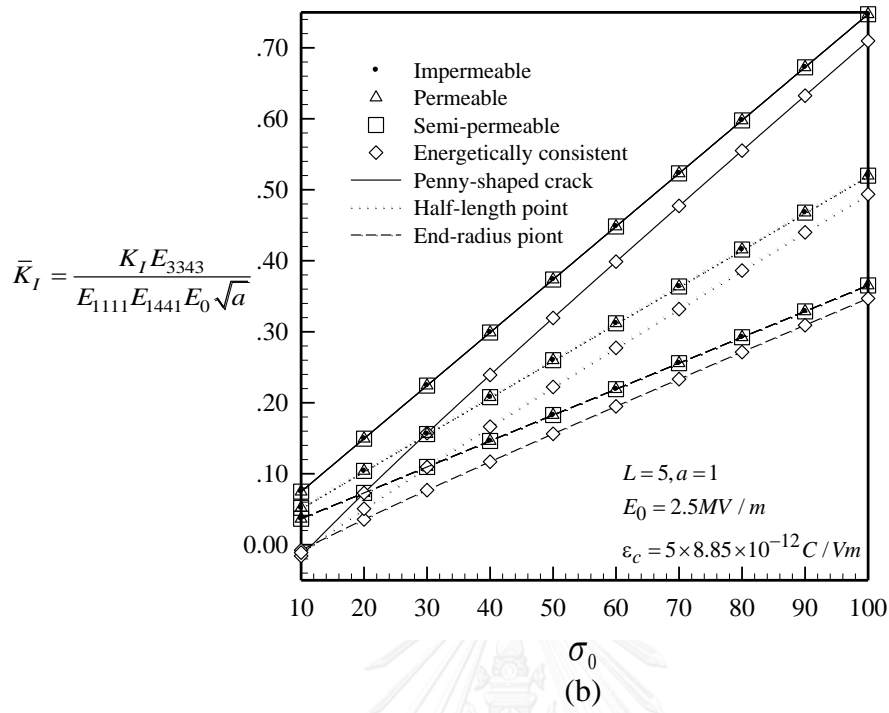 .70
.60
.50
.40
.30
.20
.10
0.00
Impermeable
Permeable
Semi-permeable
Energetically consistent
Penny-shaped crack
Half-length point
End-radius piont
K̄_I = K_I E_3343 / E_1111 E_1441 E_0 √a
L = 5, a = 1
E_0 = 2.5MV / m
ε_c = 5×8.85×10^−12 C / Vm
10 20 30 40 50 60 70 80 90 100
σ_0
(b)